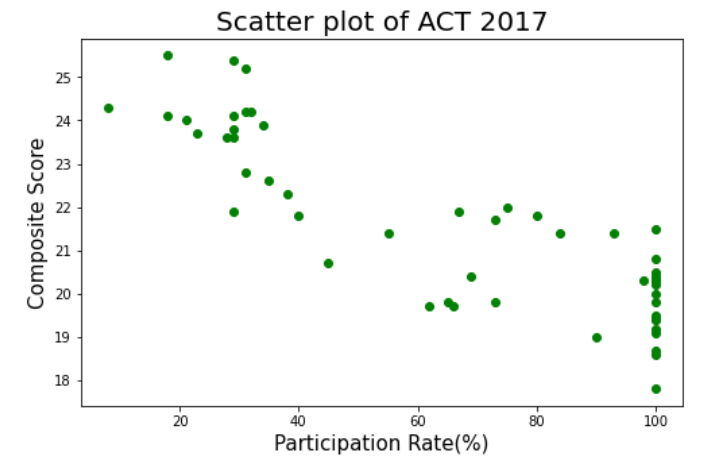 Scatter plot of ACT 2017
Composite Score
25
24
23
22
21
20
19
18
20 40 60 80 100
Participation Rate(%)